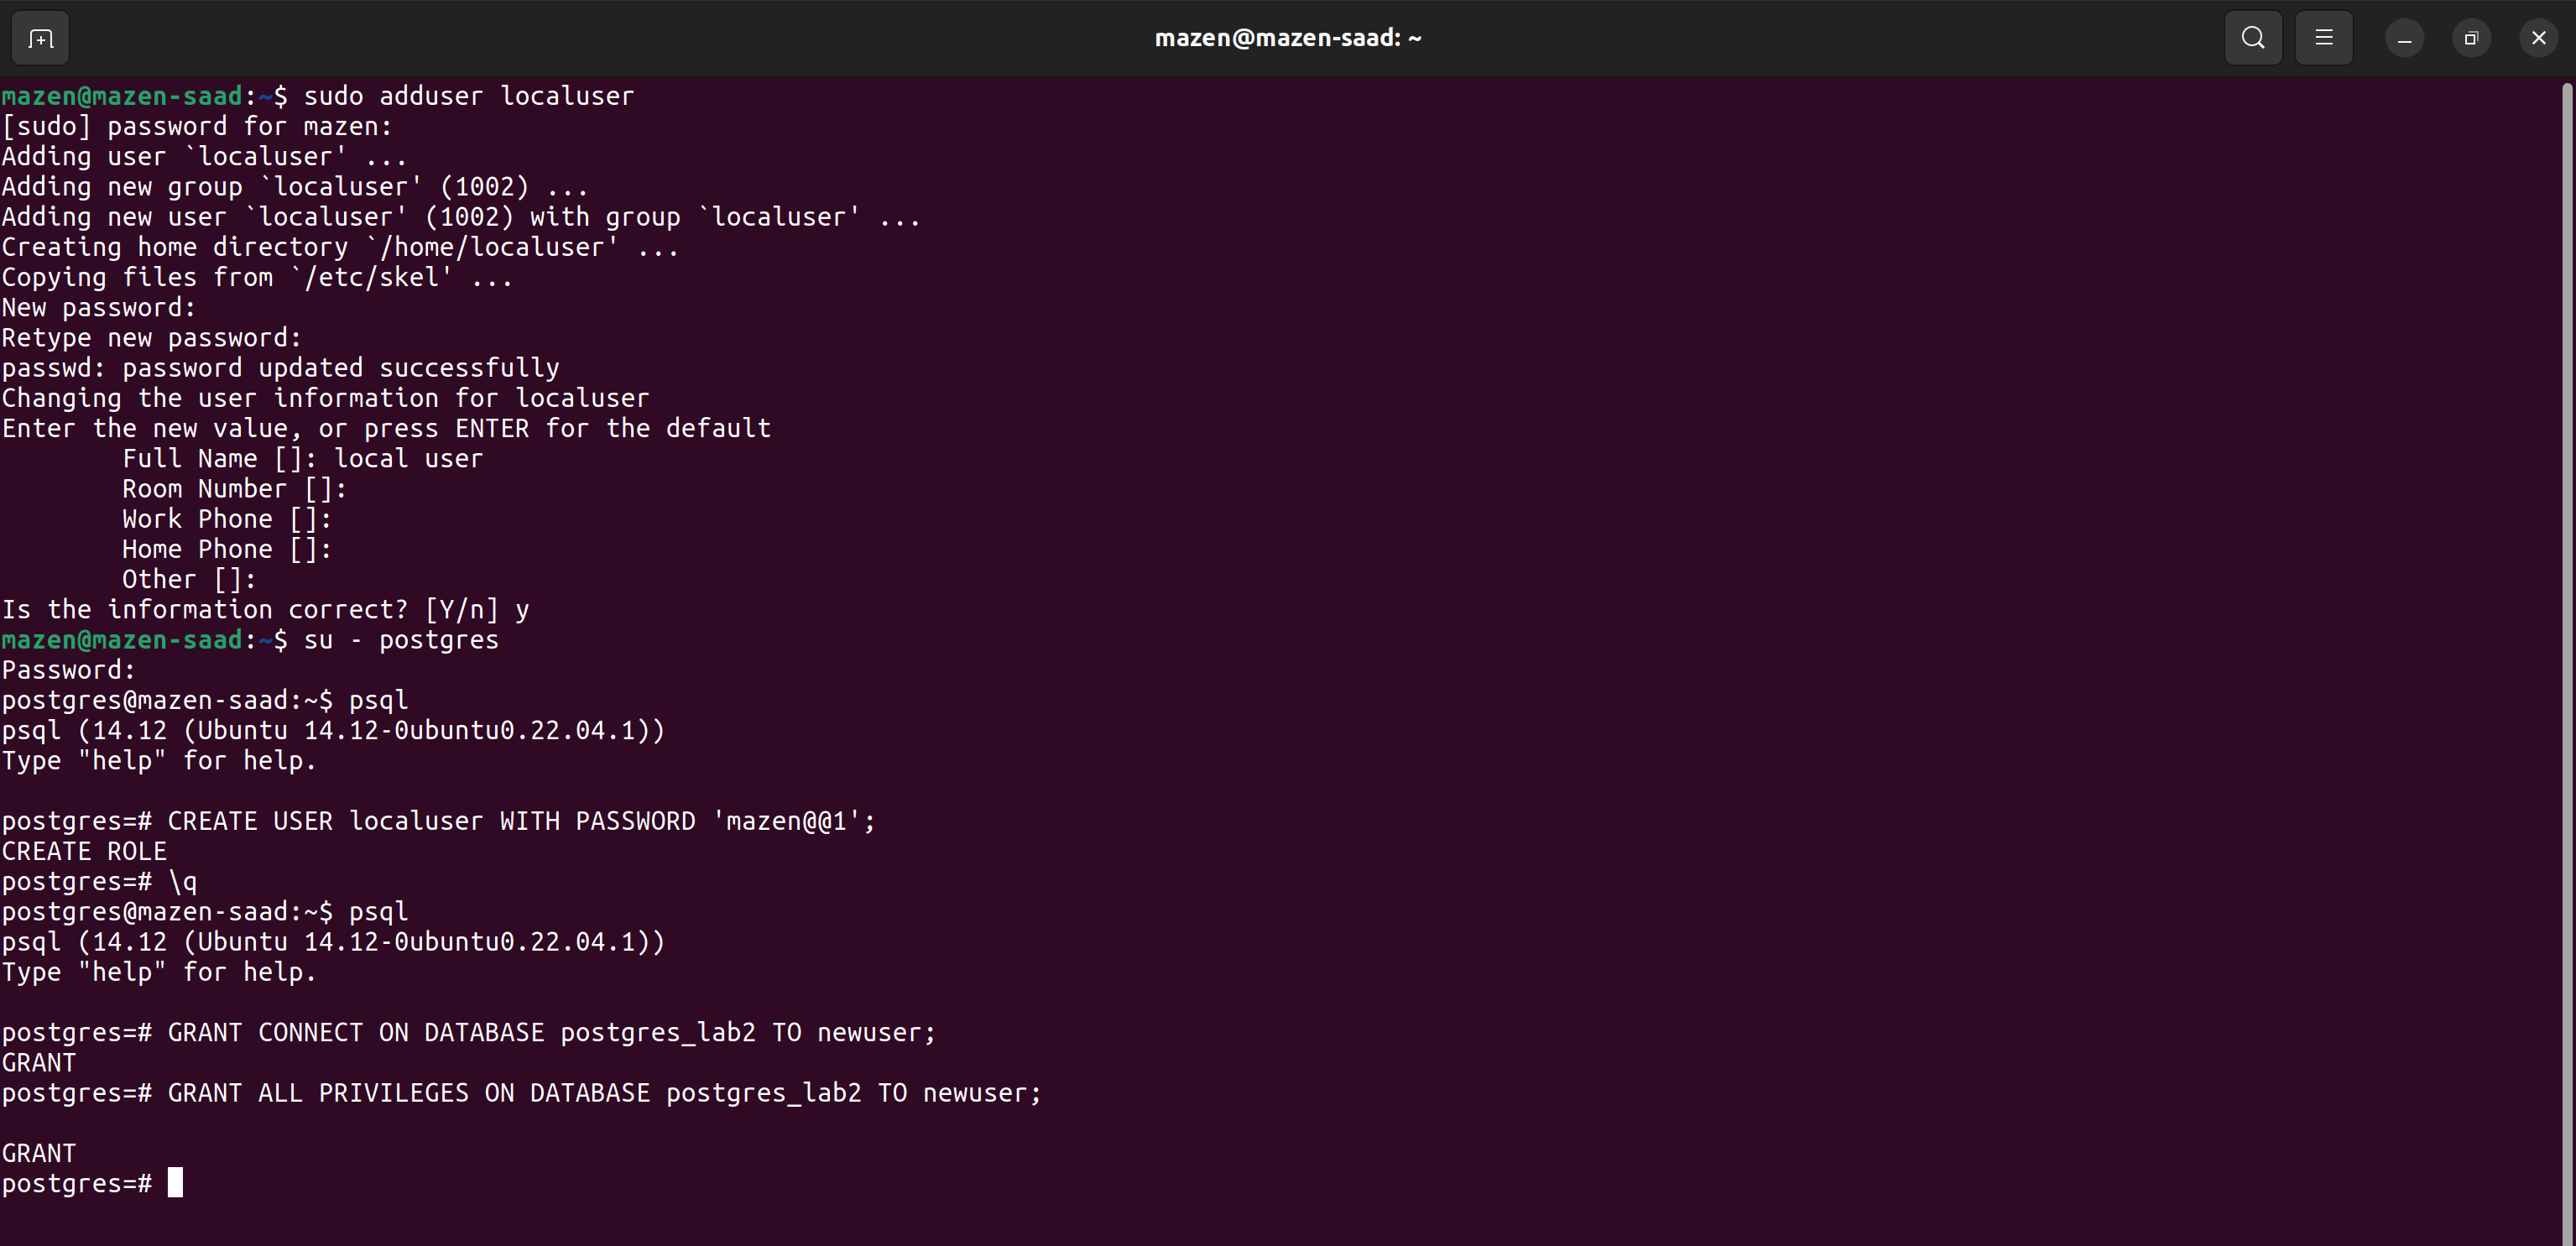 mazen@mazen-saad: ~
mazen@mazen-saad:~$ sudo adduser localuser
[sudo] password for mazen:
Adding user `localuser' ...
Adding new group `localuser' (1002) ...
Adding new user `localuser' (1002) with group `localuser' ...
Creating home directory `/home/localuser' ...
Copying files from `/etc/skel' ...
New password:
Retype new password:
passwd: password updated successfully
Changing the user information for localuser
Enter the new value, or press ENTER for the default
        Full Name []: local user
        Room Number []:
        Work Phone []:
        Home Phone []:
        Other []:
Is the information correct? [Y/n] y
mazen@mazen-saad:~$ su - postgres
Password:
postgres@mazen-saad:~$ psql
psql (14.12 (Ubuntu 14.12-0ubuntu0.22.04.1))
Type "help" for help.
postgres=# CREATE USER localuser WITH PASSWORD 'mazen@@1';
CREATE ROLE
postgres=# \q
postgres@mazen-saad:~$ psql
psql (14.12 (Ubuntu 14.12-0ubuntu0.22.04.1))
Type "help" for help.
postgres=# GRANT CONNECT ON DATABASE postgres_lab2 TO newuser;
GRANT
postgres=# GRANT ALL PRIVILEGES ON DATABASE postgres_lab2 TO newuser;
GRANT
postgres=#